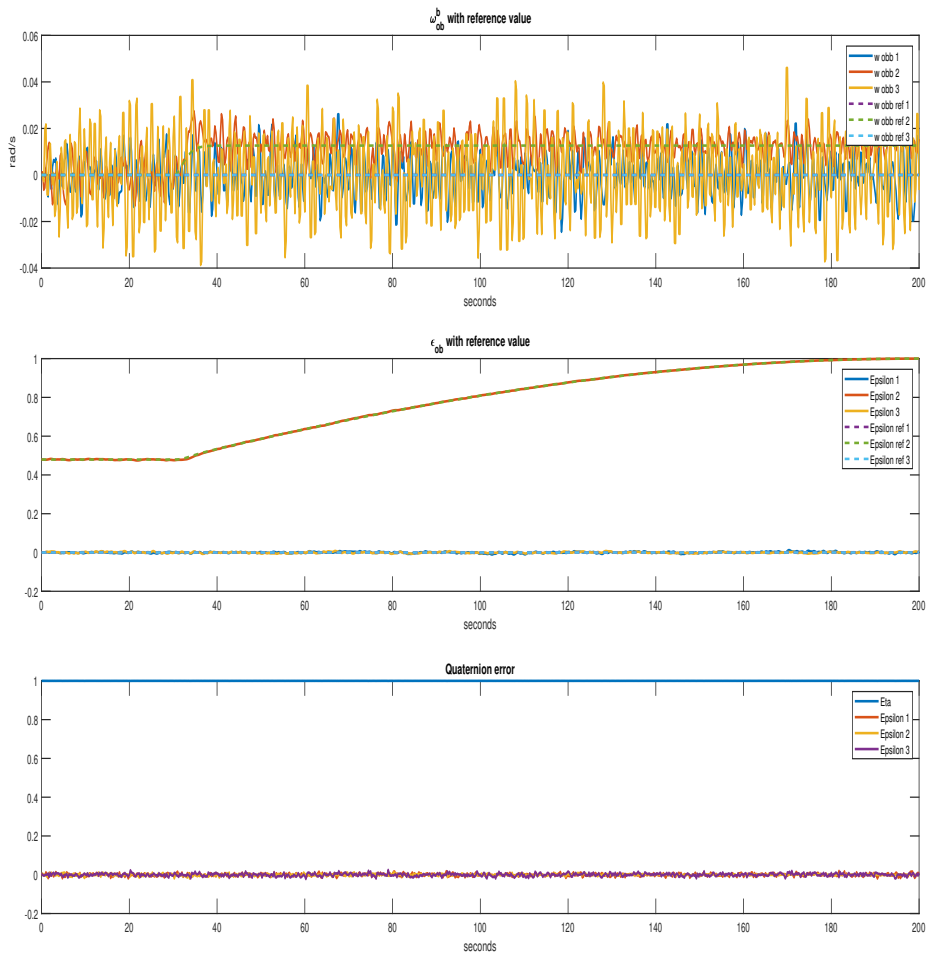 ω_ob^b with reference value
0.06
0.04
0.02
0
-0.02
-0.04
rad/s
w obb 1
w obb 2
w obb 3
w obb ref 1
w obb ref 2
w obb ref 3
0 20 40 60 80 100 120 140 160 180 200
seconds
ϵ_ob with reference value
1
0.8
0.6
0.4
0.2
0
-0.2
Epsilon 1
Epsilon 2
Epsilon 3
Epsilon ref 1
Epsilon ref 2
Epsilon ref 3
0 20 40 60 80 100 120 140 160 180 200
seconds
Quaternion error
1
0.8
0.6
0.4
0.2
0
-0.2
Eta
Epsilon 1
Epsilon 2
Epsilon 3
0 20 40 60 80 100 120 140 160 180 200
seconds